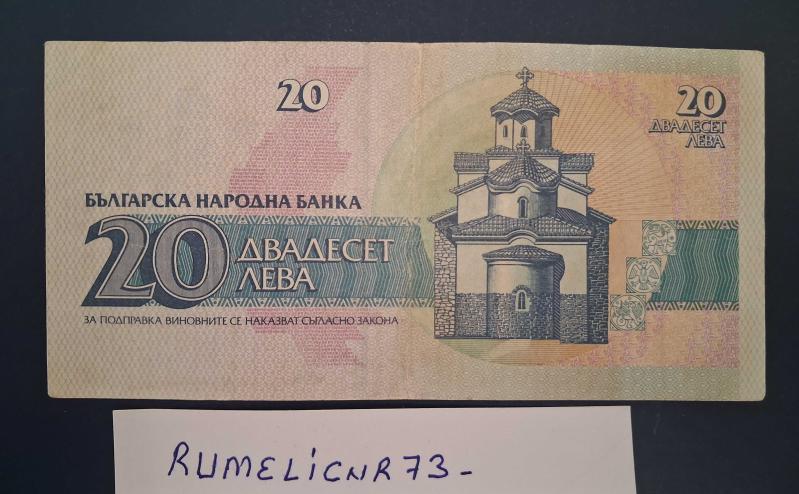 20
20
ДВАДЕСЕТ
ЛЕВА
БЪЛГАРСКА НАРОДНА БАНКА
20 ДВАДЕСЕТ
ЛЕВА
ЗА ПОДПРАВКА ВИНОВНИТЕ СЕ НАКАЗВАТ СЪГЛАСНО ЗАКОНА
RUMELiCNR73-